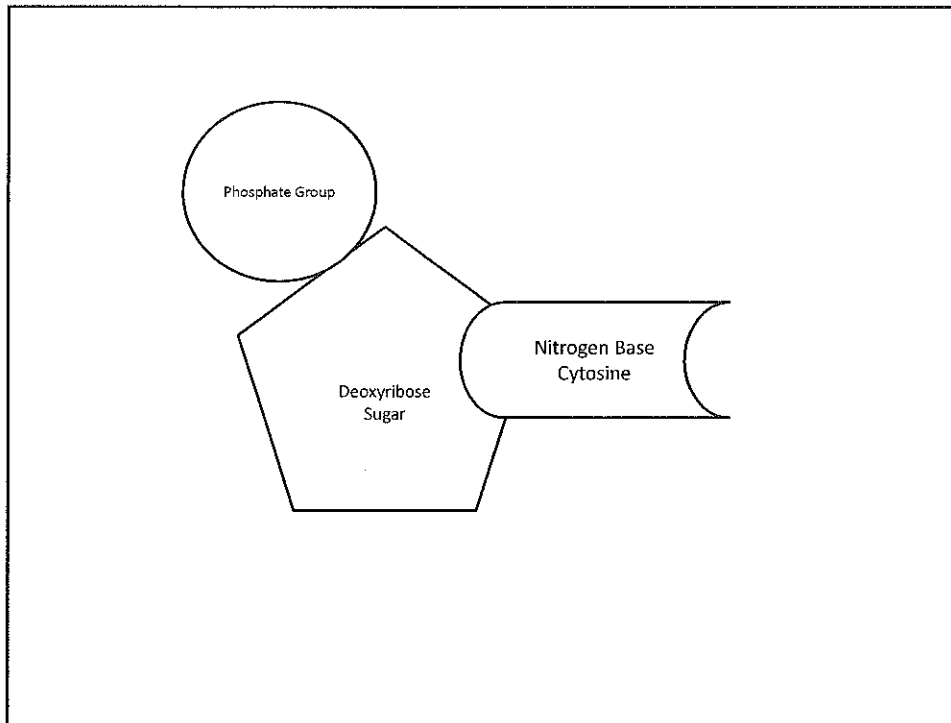 Phosphate Group
Nitrogen Base
Cytosine
Deoxyribose
Sugar